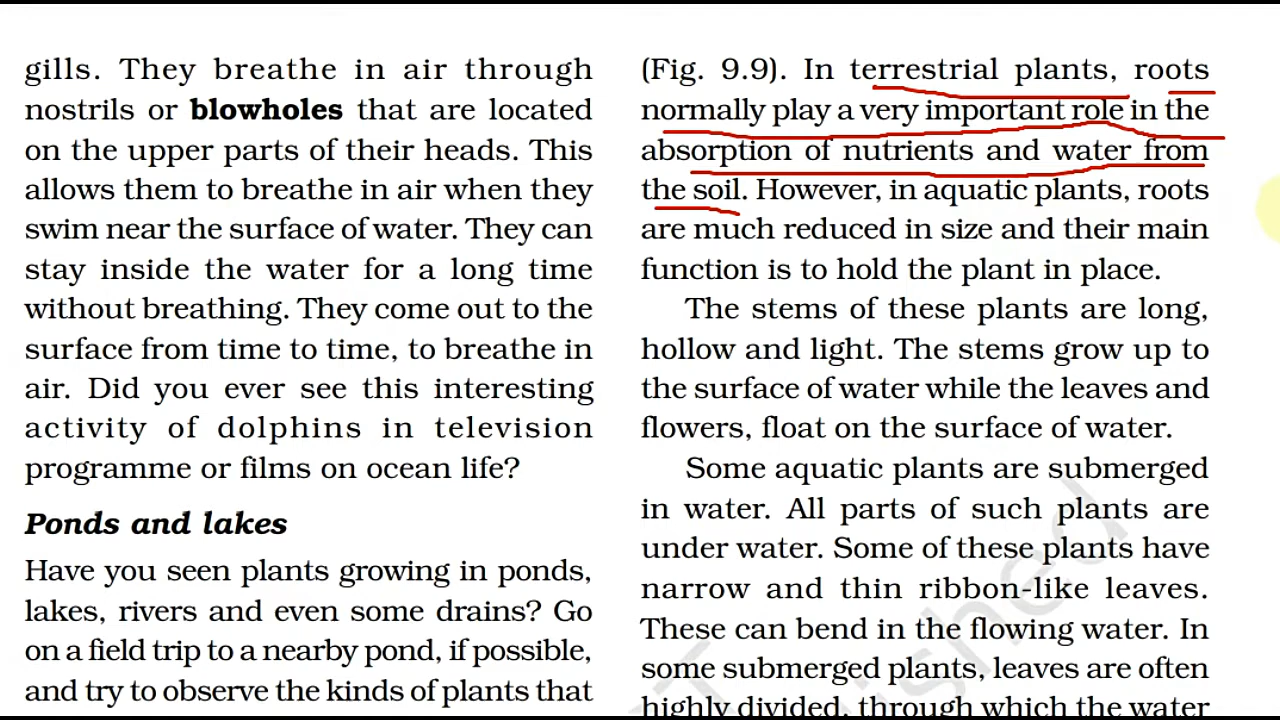 gills. They breathe in air through
nostrils or blowholes that are located
on the upper parts of their heads. This
allows them to breathe in air when they
swim near the surface of water. They can
stay inside the water for a long time
without breathing. They come out to the
surface from time to time, to breathe in
air. Did you ever see this interesting
activity of dolphins in television
programme or films on ocean life?
Ponds and lakes
Have you seen plants growing in ponds,
lakes, rivers and even some drains? Go
on a field trip to a nearby pond, if possible,
and try to observe the kinds of plants that
(Fig. 9.9). In terrestrial plants, roots
normally play a very important role in the
absorption of nutrients and water from
the soil. However, in aquatic plants, roots
are much reduced in size and their main
function is to hold the plant in place.
The stems of these plants are long,
hollow and light. The stems grow up to
the surface of water while the leaves and
flowers, float on the surface of water.
Some aquatic plants are submerged
in water. All parts of such plants are
under water. Some of these plants have
narrow and thin ribbon-like leaves.
These can bend in the flowing water. In
some submerged plants, leaves are often
highly divided, through which the water